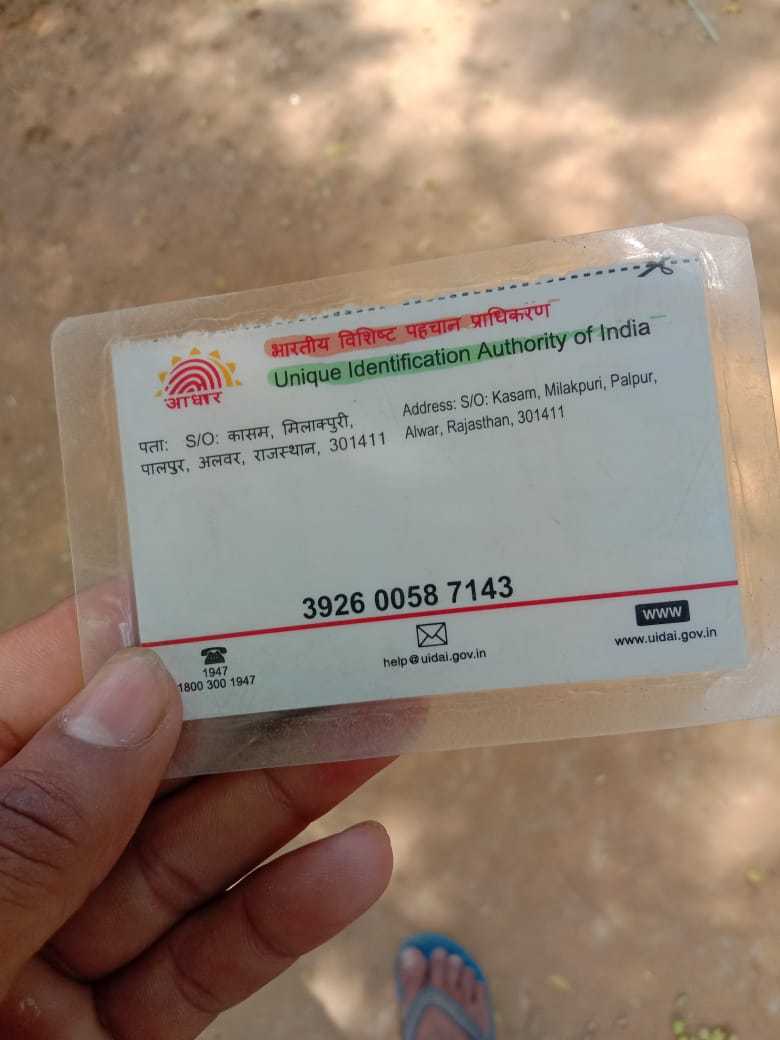 भारतीय विशिष्ट पहचान प्राधिकरण
Unique Identification Authority of India
आधार
पता: S/O: कासम, मिलाक्पुरी,
पालपुर, अलवर, राजस्थान, 301411
Address: S/O: Kasam, Milakpuri, Palpur,
Alwar, Rajasthan, 301411
3926 0058 7143
1947
1800 300 1947
help@uidai.gov.in
www
www.uidai.gov.in